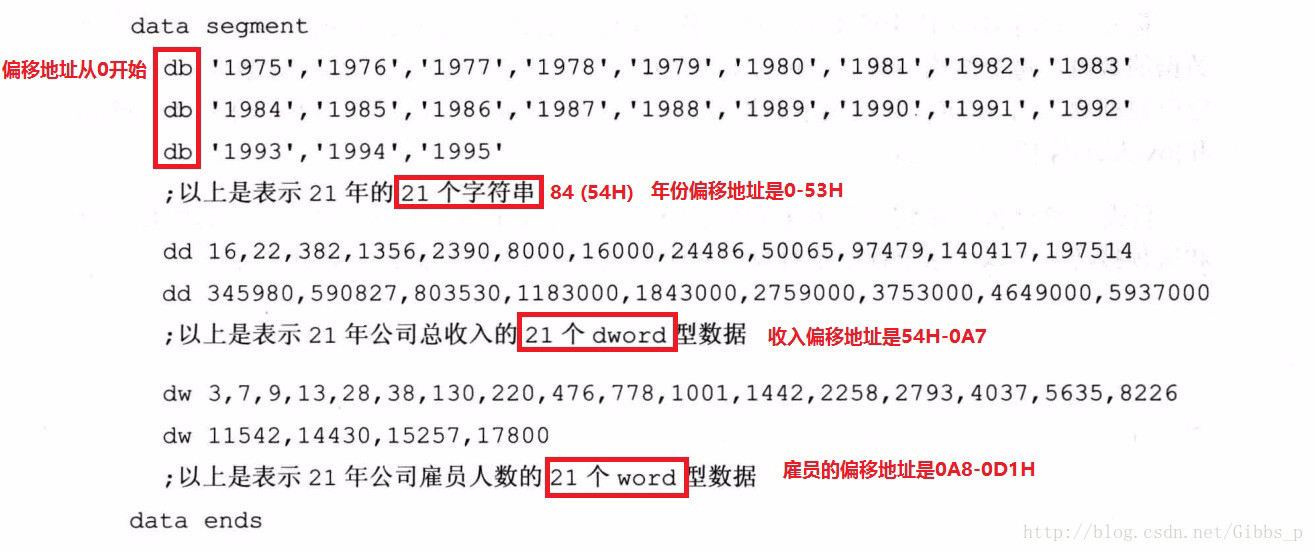 data segment
偏移地址从0开始 db '1975','1976','1977','1978','1979','1980','1981','1982','1983'
db '1984','1985','1986','1987','1988','1989','1990','1991','1992'
db '1993','1994','1995'
;以上是表示 21 年的 21 个字符串 84 (54H) 年份偏移地址是0-53H
dd 16,22,382,1356,2390,8000,16000,24486,50065,97479,140417,197514
dd 345980,590827,803530,1183000,1843000,2759000,3753000,4649000,5937000
;以上是表示 21 年公司总收入的 21 个 dword 型数据 收入偏移地址是54H-0A7
dw 3,7,9,13,28,38,130,220,476,778,1001,1442,2258,2793,4037,5635,8226
dw 11542,14430,15257,17800
;以上是表示 21 年公司雇员人数的 21 个 word 型数据 雇员的偏移地址是0A8-0D1H
data ends
http://blog.csdn.net/Gibbs_p